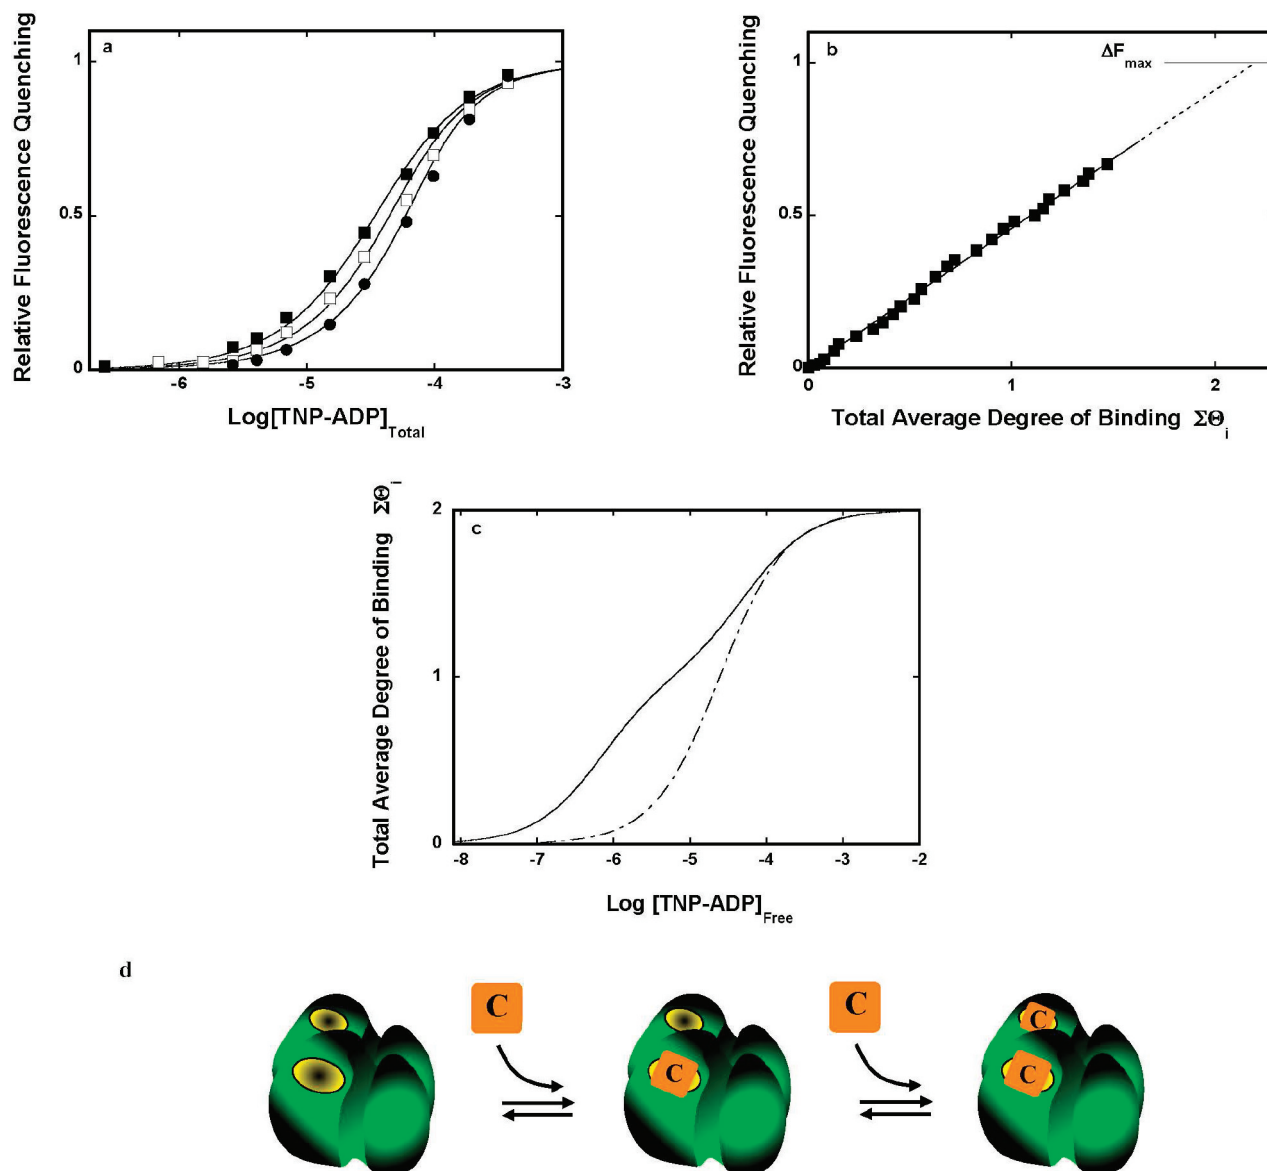 a
Relative Fluorescence Quenching
1
0.5
0
-6
-5
-4
-3
Log[TNP-ADP]Total
b
Relative Fluorescence Quenching
ΔFmax
1
0.5
0
0
1
2
Total Average Degree of Binding ΣΘi
c
Total Average Degree of Binding ΣΘi
2
1
0
-8
-7
-6
-5
-4
-3
-2
Log [TNP-ADP]Free
d
C
C
C
C
C